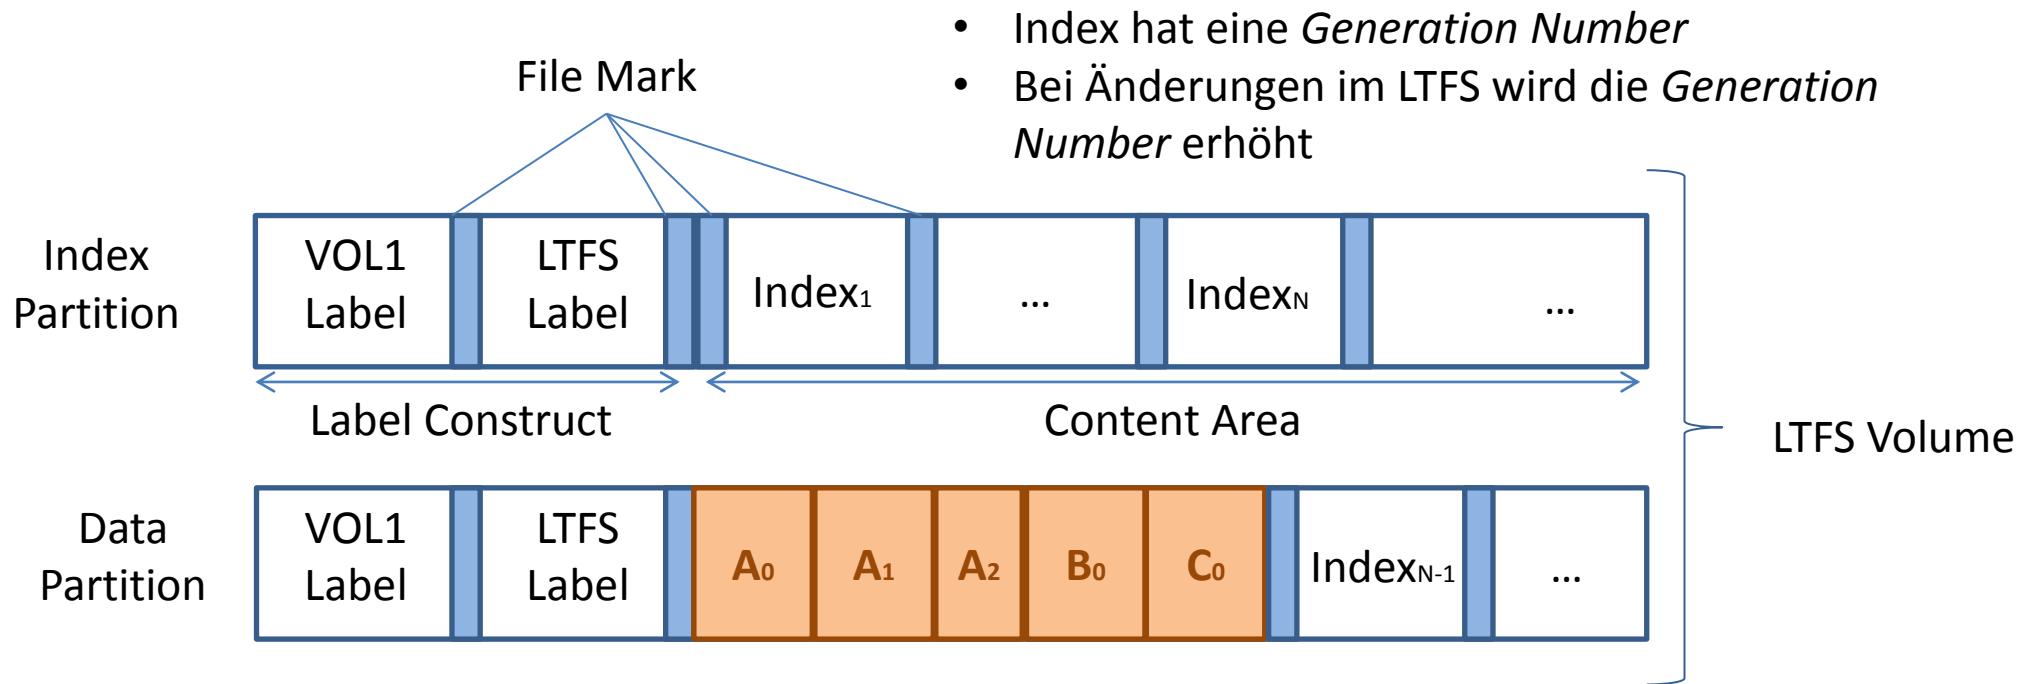 • Index hat eine Generation Number
• Bei Änderungen im LTFS wird die Generation
Number erhöht
File Mark
Index
Partition
VOL1
Label
LTFS
Label
Index1
...
IndexN
...
Label Construct
Content Area
LTFS Volume
Data
Partition
VOL1
Label
LTFS
Label
A0
A1
A2
B0
C0
IndexN-1
...